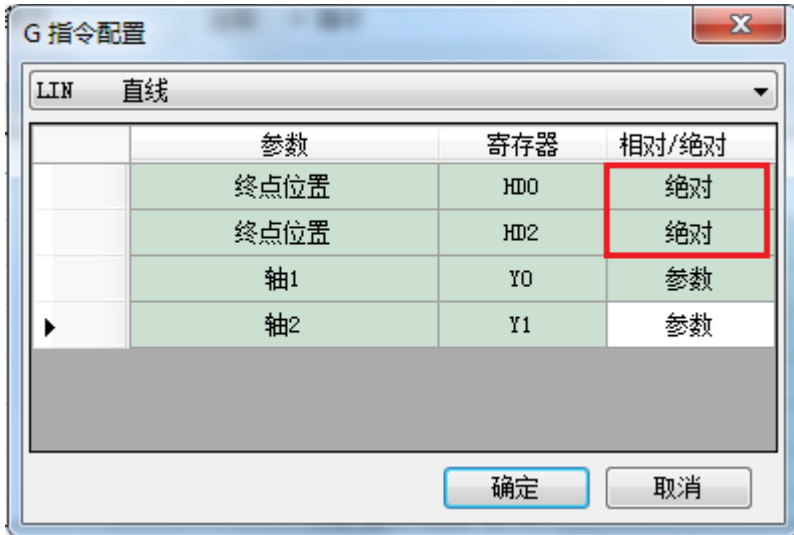 G 指令配置
LIN 直线
参数 寄存器 相对/绝对
终点位置 HD0 绝对
终点位置 HD2 绝对
轴1 Y0 参数
轴2 Y1 参数
确定 取消